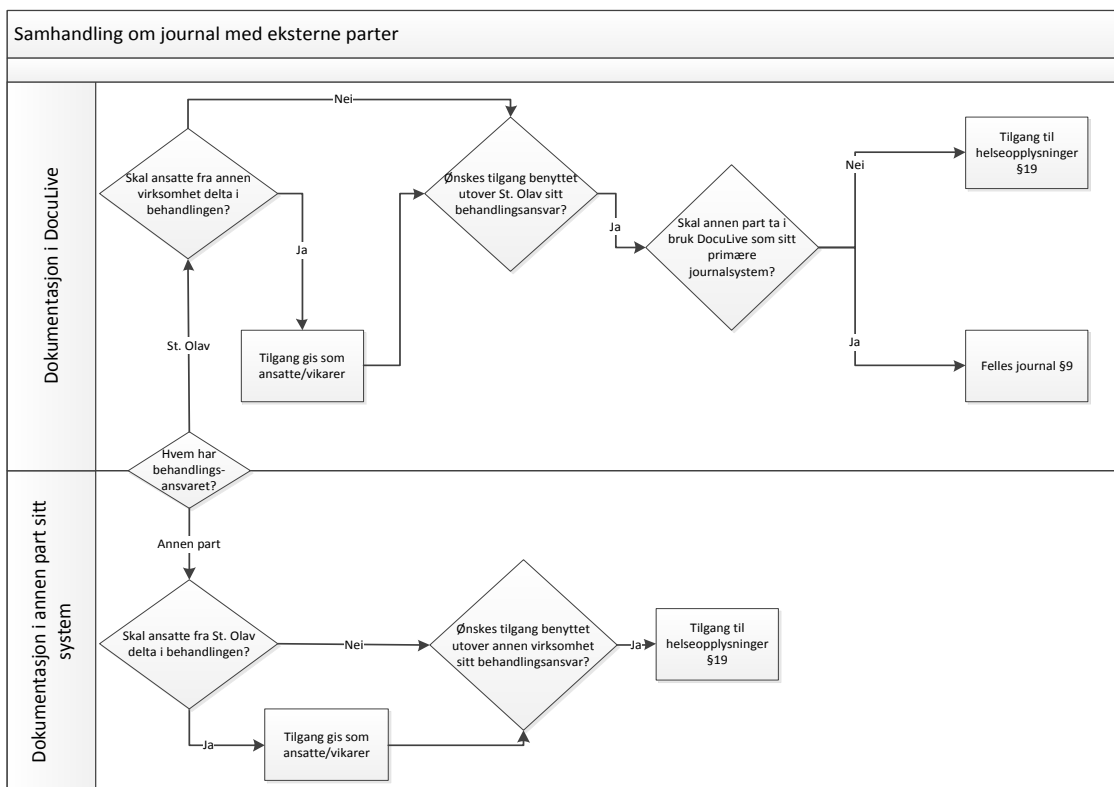 Samhandling om journal med eksterne parter
Dokumentasjon i DocuLive
Nei
Skal ansatte fra annen
virksomhet delta i
behandlingen?
Ja
Tilgang gis som
ansatte/vikarer
Ønskes tilgang benyttet
utover St. Olav sitt
behandlingsansvar?
Ja
Skal annen part ta i
bruk DocuLive som sitt
primære
journalsystem?
Nei
Tilgang til
helseopplysninger
§19
Ja
Felles journal §9
St. Olav
Hvem har
behandlings-
ansvaret?
Dokumentasjon i annen part sitt
system
Annen part
Skal ansatte fra St. Olav
delta i behandlingen?
Nei
Ja
Tilgang gis som
ansatte/vikarer
Ønskes tilgang benyttet
utover annen virksomhet
sitt behandlingsansvar?
Ja
Tilgang til
helseopplysninger
§19